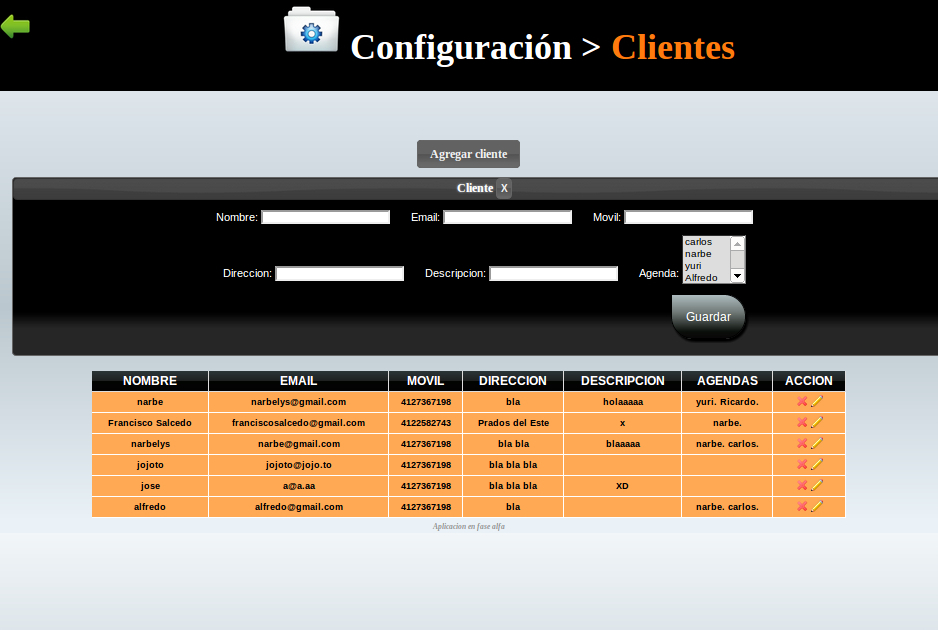 Configuración > Clientes
Agregar cliente
Cliente X
Nombre: Email: Movil:
carlos
narbe
yuri
Direccion: Descripcion: Agenda:
Alfredo
Guardar
NOMBRE EMAIL MOVIL DIRECCION DESCRIPCION AGENDAS ACCION
narbe narbelys@gmail.com 4127367198 bla holaaaaa yuri. Ricardo.
Francisco Salcedo franciscosalcedo@gmail.com 4122582743 Prados del Este x narbe.
narbelys narbe@gmail.com 4127367198 bla bla blaaaaa narbe. carlos.
jojoto jojoto@jojo.to 4127367198 bla bla bla
jose a@a.aa 4127367198 bla bla bla XD
alfredo alfredo@gmail.com 4127367198 bla narbe. carlos.
Aplicacion en fase alfa